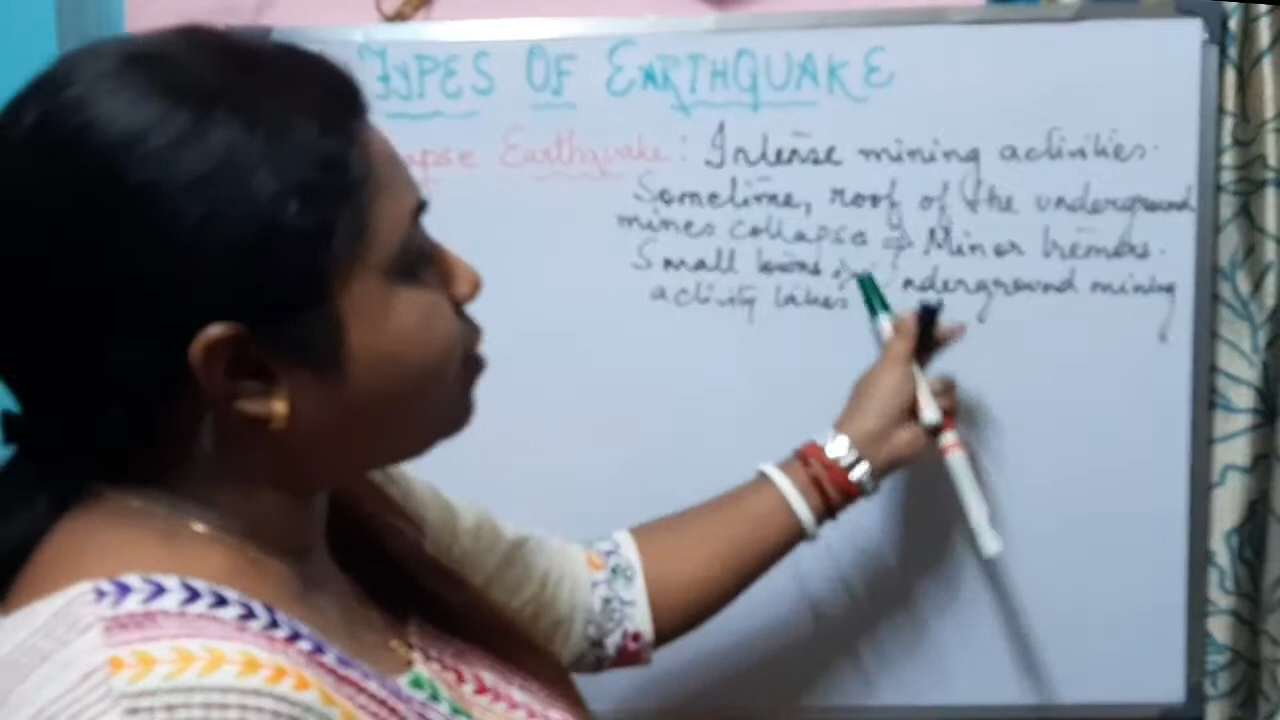 TYPES OF EARTHQUAKE
Earthquake: Intense mining activities.
Sometime, roof of the underground
mines collapse → Minor tremors.
Small towns, underground mining
activity takes